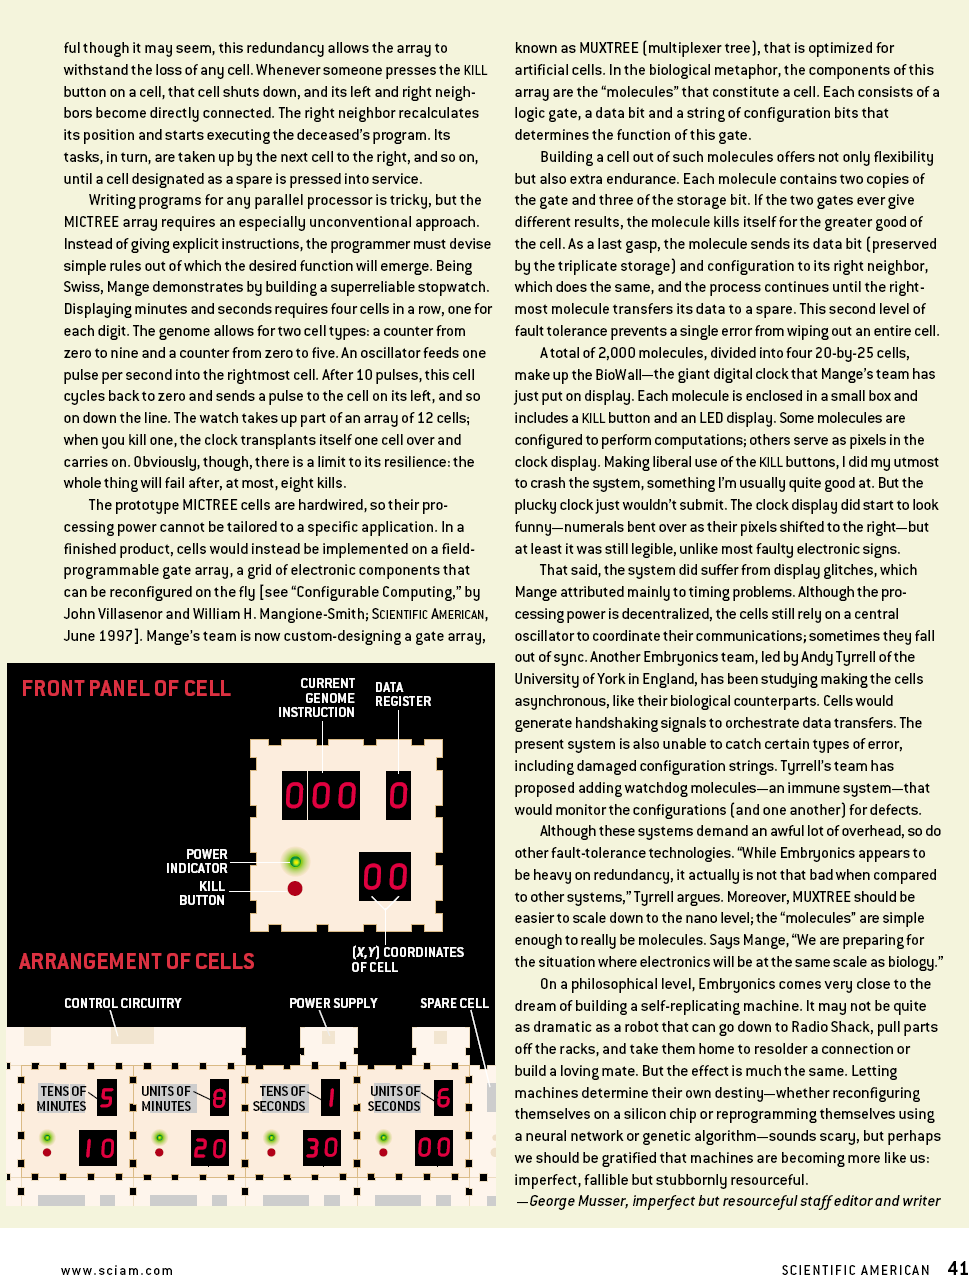 ful though it may seem, this redundancy allows the array to
withstand the loss of any cell. Whenever someone presses the KILL
button on a cell, that cell shuts down, and its left and right neigh-
bors become directly connected. The right neighbor recalculates
its position and starts executing the deceased's program. Its
tasks, in turn, are taken up by the next cell to the right, and so on,
until a cell designated as a spare is pressed into service.
Writing programs for any parallel processor is tricky, but the
MICTREE array requires an especially unconventional approach.
Instead of giving explicit instructions, the programmer must devise
simple rules out of which the desired function will emerge. Being
Swiss, Mange demonstrates by building a superreliable stopwatch.
Displaying minutes and seconds requires four cells in a row, one for
each digit. The genome allows for two cell types: a counter from
zero to nine and a counter from zero to five. An oscillator feeds one
pulse per second into the rightmost cell. After 10 pulses, this cell
cycles back to zero and sends a pulse to the cell on its left, and so
on down the line. The watch takes up part of an array of 12 cells;
when you kill one, the clock transplants itself one cell over and
carries on. Obviously, though, there is a limit to its resilience: the
whole thing will fail after, at most, eight kills.
The prototype MICTREE cells are hardwired, so their pro-
cessing power cannot be tailored to a specific application. In a
finished product, cells would instead be implemented on a field-
programmable gate array, a grid of electronic components that
can be reconfigured on the fly [see “Configurable Computing,” by
John Villasenor and William H. Mangione-Smith; SCIENTIFIC AMERICAN,
June 1997]. Mange's team is now custom-designing a gate array,
known as MUXTREE (multiplexer tree), that is optimized for
artificial cells. In the biological metaphor, the components of this
array are the “molecules” that constitute a cell. Each consists of a
logic gate, a data bit and a string of configuration bits that
determines the function of this gate.
Building a cell out of such molecules offers not only flexibility
but also extra endurance. Each molecule contains two copies of
the gate and three of the storage bit. If the two gates ever give
different results, the molecule kills itself for the greater good of
the cell. As a last gasp, the molecule sends its data bit (preserved
by the triplicate storage) and configuration to its right neighbor,
which does the same, and the process continues until the right-
most molecule transfers its data to a spare. This second level of
fault tolerance prevents a single error from wiping out an entire cell.
A total of 2,000 molecules, divided into four 20-by-25 cells,
make up the BioWall—the giant digital clock that Mange's team has
just put on display. Each molecule is enclosed in a small box and
includes a KILL button and an LED display. Some molecules are
configured to perform computations; others serve as pixels in the
clock display. Making liberal use of the KILL buttons, I did my utmost
to crash the system, something I'm usually quite good at. But the
plucky clock just wouldn't submit. The clock display did start to look
funny—numerals bent over as their pixels shifted to the right—but
at least it was still legible, unlike most faulty electronic signs.
That said, the system did suffer from display glitches, which
Mange attributed mainly to timing problems. Although the pro-
cessing power is decentralized, the cells still rely on a central
oscillator to coordinate their communications; sometimes they fall
out of sync. Another Embryonics team, led by Andy Tyrrell of the
University of York in England, has been studying making the cells
asynchronous, like their biological counterparts. Cells would
generate handshaking signals to orchestrate data transfers. The
present system is also unable to catch certain types of error,
including damaged configuration strings. Tyrrell's team has
proposed adding watchdog molecules—an immune system—that
would monitor the configurations (and one another) for defects.
Although these systems demand an awful lot of overhead, so do
other fault-tolerance technologies. “While Embryonics appears to
be heavy on redundancy, it actually is not that bad when compared
to other systems,” Tyrrell argues. Moreover, MUXTREE should be
easier to scale down to the nano level; the “molecules” are simple
enough to really be molecules. Says Mange, “We are preparing for
the situation where electronics will be at the same scale as biology.”
On a philosophical level, Embryonics comes very close to the
dream of building a self-replicating machine. It may not be quite
as dramatic as a robot that can go down to Radio Shack, pull parts
off the racks, and take them home to resolder a connection or
build a loving mate. But the effect is much the same. Letting
machines determine their own destiny—whether reconfiguring
themselves on a silicon chip or reprogramming themselves using
a neural network or genetic algorithm—sounds scary, but perhaps
we should be gratified that machines are becoming more like us:
imperfect, fallible but stubbornly resourceful.
—George Musser, imperfect but resourceful staff editor and writer
FRONT PANEL OF CELL
CURRENT
GENOME
INSTRUCTION
DATA
REGISTER
000
0
POWER
INDICATOR
KILL
BUTTON
00
(X,Y) COORDINATES
OF CELL
ARRANGEMENT OF CELLS
CONTROL CIRCUITRY
POWER SUPPLY
SPARE CELL
TENS OF
MINUTES
5
UNITS OF
MINUTES
8
TENS OF
SECONDS
1
UNITS OF
SECONDS
6
10
20
30
00
www.sciam.com
SCIENTIFIC AMERICAN 41